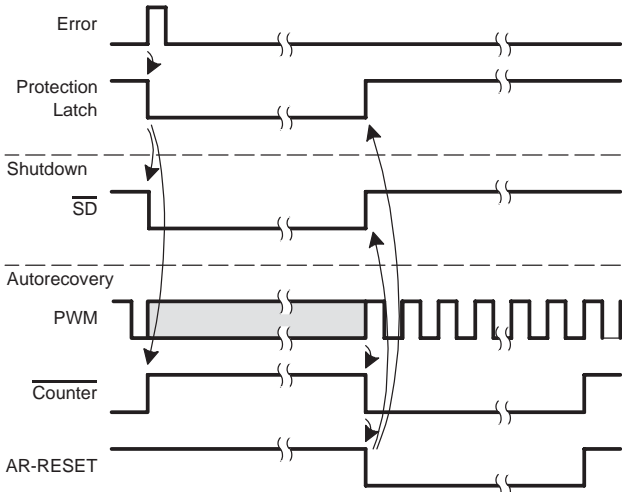 Error
Protection
Latch
Shutdown
SD
Autorecovery
PWM
Counter
AR-RESET